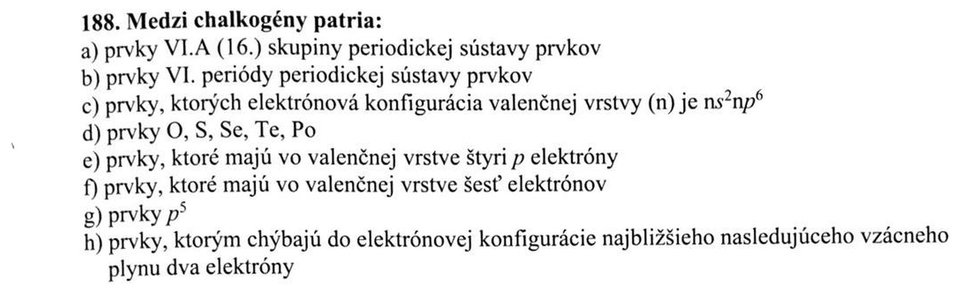 188. Medzi chalkogény patria:
a) prvky VI.A (16.) skupiny periodickej sústavy prvkov
b) prvky VI. periódy periodickej sústavy prvkov
c) prvky, ktorých elektrónová konfigurácia valenčnej vrstvy (n) je ns²np⁶
d) prvky O, S, Se, Te, Po
e) prvky, ktoré majú vo valenčnej vrstve štyri p elektróny
f) prvky, ktoré majú vo valenčnej vrstve šesť elektrónov
g) prvky p⁵
h) prvky, ktorým chýbajú do elektrónovej konfigurácie najbližšieho nasledujúceho vzácneho
plynu dva elektróny